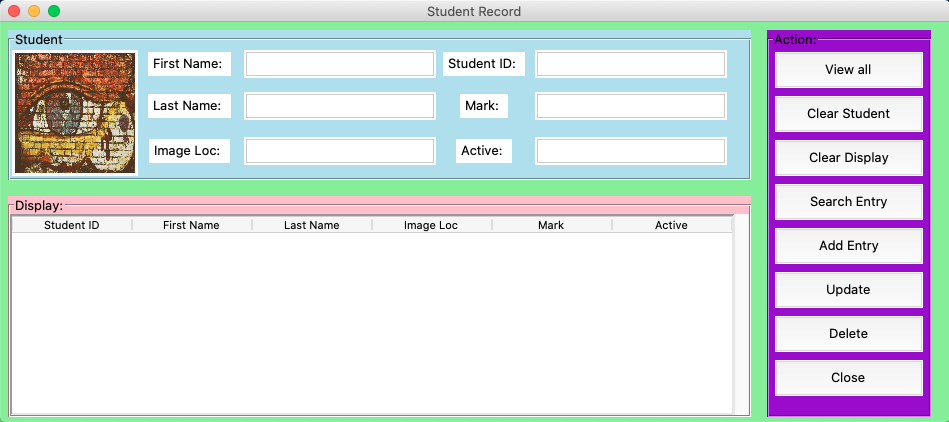 Student Record
Student
First Name:
Student ID:
Last Name:
Mark:
Image Loc:
Active:
Display:
Student ID First Name Last Name Image Loc Mark Active
Action:
View all
Clear Student
Clear Display
Search Entry
Add Entry
Update
Delete
Close